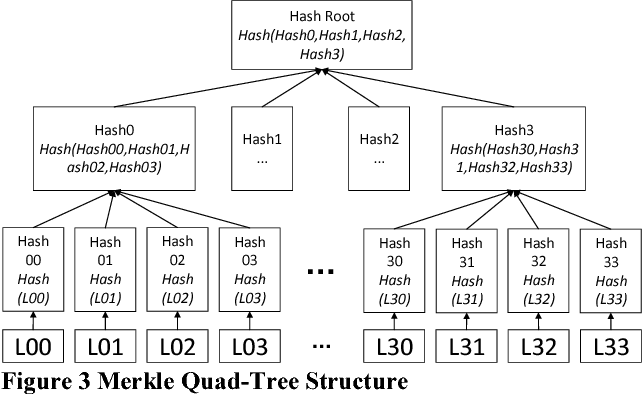 Hash Root
Hash(Hash0,Hash1,Hash2,
Hash3)
Hash0
Hash(Hash00,Hash01,H
ash02,Hash03)
Hash1
...
Hash2
...
Hash3
Hash(Hash30,Hash3
1,Hash32,Hash33)
Hash
00
Hash
(L00)
Hash
01
Hash
(L01)
Hash
02
Hash
(L02)
Hash
03
Hash
(L03)
...
Hash
30
Hash
(L30)
Hash
31
Hash
(L31)
Hash
32
Hash
(L32)
Hash
33
Hash
(L33)
L00
L01
L02
L03
...
L30
L31
L32
L33
Figure 3 Merkle Quad-Tree Structure